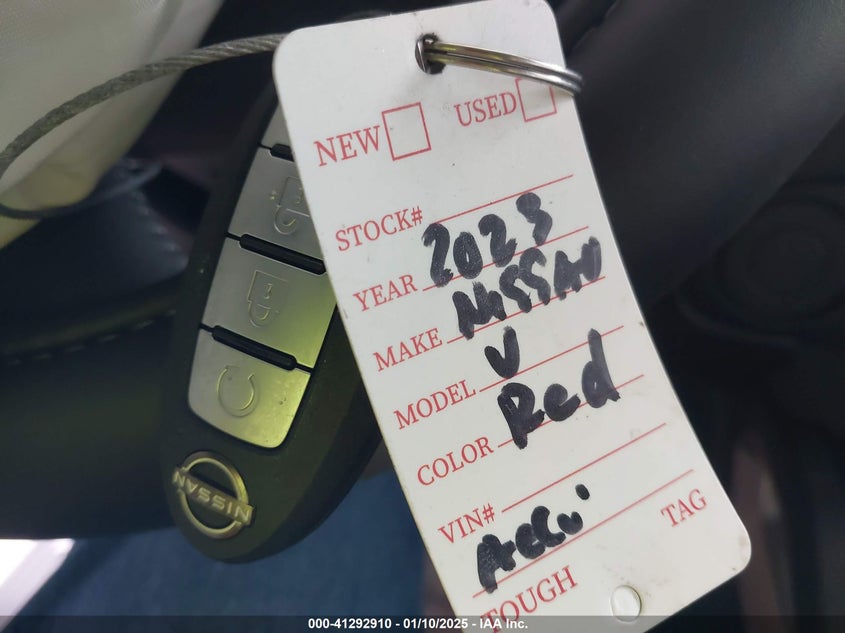 NEW USED
STOCK#
YEAR 2023
MAKE NISSAN
MODEL V
COLOR Red
VIN#
TOUGH TAG
NISSAN
000-41292910 - 01/10/2025 - IAA Inc.